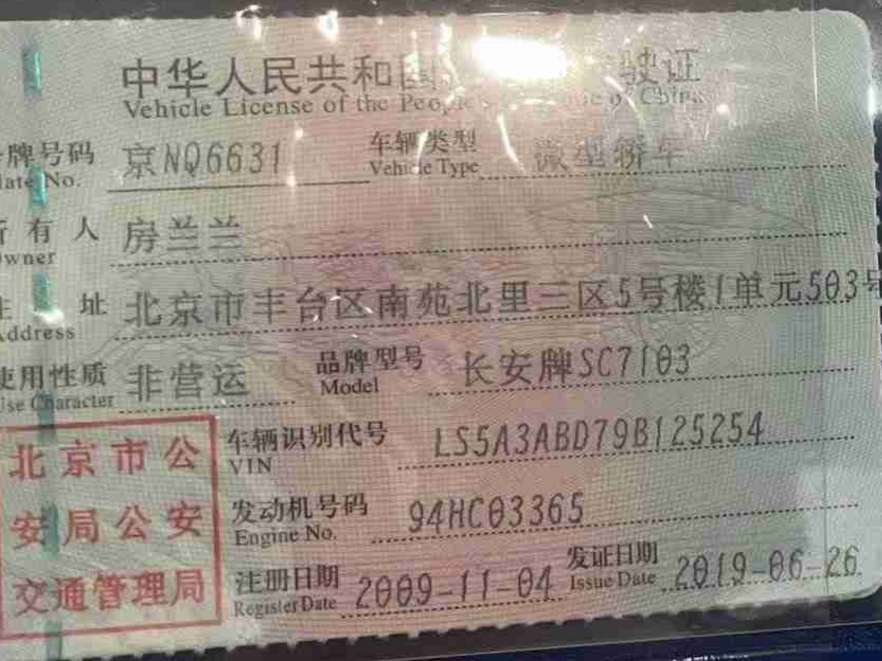 中华人民共和国 驶证
Vehicle License of the People's of China
牌号码 京NQ6631 车辆类型 微型轿车
Plate No. Vehicle Type
所有人 房兰兰
Owner
住址 北京市丰台区南苑北里三区5号楼1单元503号
Address
使用性质 非营运 品牌型号 长安牌SC7103
Use Character Model
北京市公 车辆识别代号 LS5A3ABD79B125254
VIN
安局公安 发动机号码 94HC03365
Engine No.
交通管理局 注册日期 2009-11-04 发证日期 2019-06-26
Register Date Issue Date